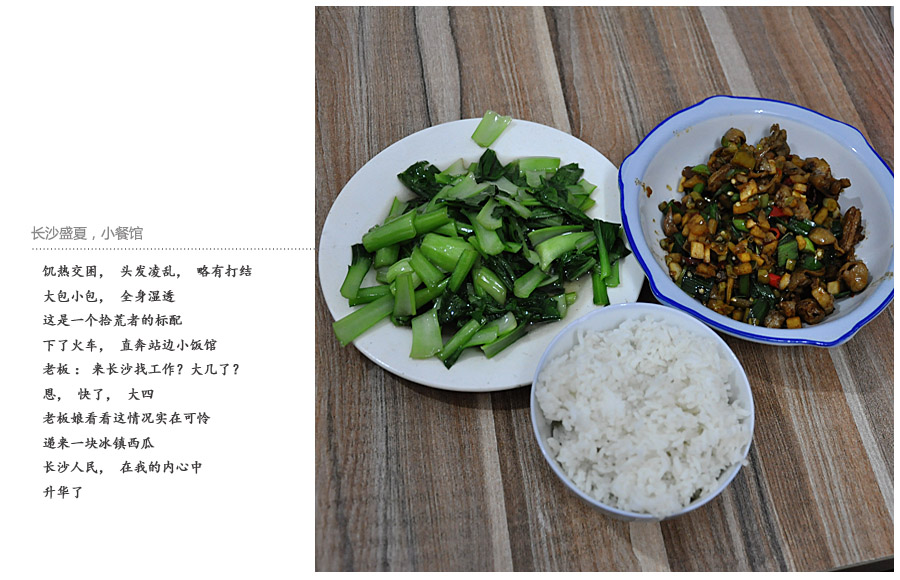 长沙盛夏，小餐馆
饥热交困， 头发凌乱， 略有打结
大包小包， 全身湿透
这是一个拾荒者的标配
下了火车， 直奔站边小饭馆
老板： 来长沙找工作？大几了？
恩， 快了， 大四
老板娘看看这情况实在可怜
递来一块冰镇西瓜
长沙人民， 在我的内心中
升华了